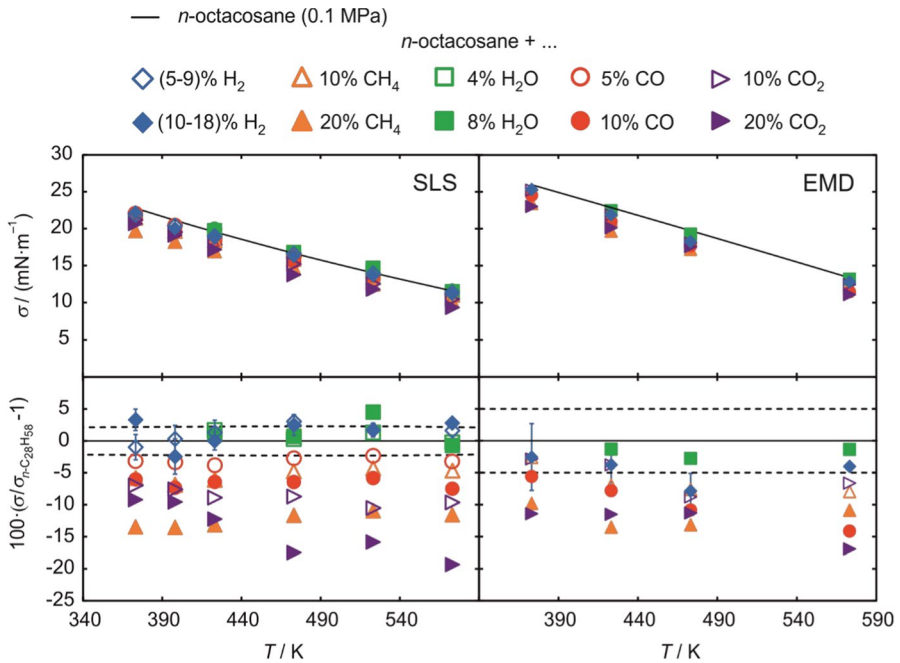 n-octacosane (0.1 MPa)
n-octacosane + ...
(5-9)% H₂ 10% CH₄ 4% H₂O 5% CO 10% CO₂
(10-18)% H₂ 20% CH₄ 8% H₂O 10% CO 20% CO₂
30
25
20
15
10
5
σ / (mN·m⁻¹)
SLS
EMD
5
0
-5
-10
-15
-20
-25
100·(σ/σn-C28H58 -1)
340 390 440 490 540 390 440 490 540 590
T / K T / K